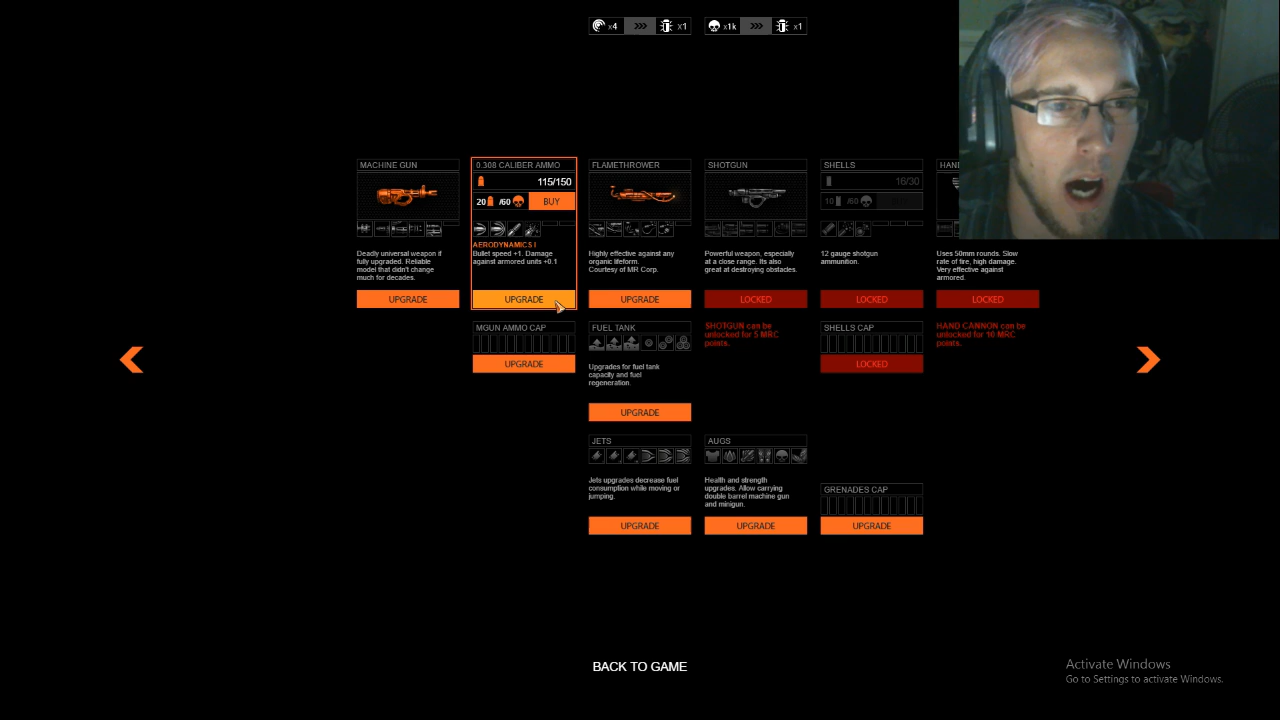 x4 >>> x1
x1k >>> x1
MACHINE GUN
Deadly universal weapon if
fully upgraded. Reliable
model that didn't change
much for decades.
UPGRADE
0.308 CALIBER AMMO
115/150
20 /60 BUY
AERODYNAMICS I
Bullet speed +1. Damage
against armored units +0.1
UPGRADE
MGUN AMMO CAP
UPGRADE
FLAMETHROWER
Highly effective against any
organic lifeform.
Courtesy of MR Corp.
UPGRADE
FUEL TANK
Upgrades for fuel tank
capacity and fuel
regeneration.
UPGRADE
JETS
Jets upgrades decrease fuel
consumption while moving or
jumping.
UPGRADE
SHOTGUN
Powerful weapon, especially
at a close range. Its also
great at destroying obstacles.
LOCKED
SHOTGUN can be
unlocked for 5 MRC
points.
AUGS
Health and strength
upgrades. Allow carrying
double barrel machine gun
and minigun.
UPGRADE
SHELLS
16/30
10 /60
12 gauge shotgun
ammunition.
LOCKED
SHELLS CAP
LOCKED
GRENADES CAP
UPGRADE
HAN
Uses 50mm rounds. Slow
rate of fire, high damage.
Very effective against
armored.
LOCKED
HAND CANNON can be
unlocked for 10 MRC
points.
BACK TO GAME
Activate Windows
Go to Settings to activate Windows.